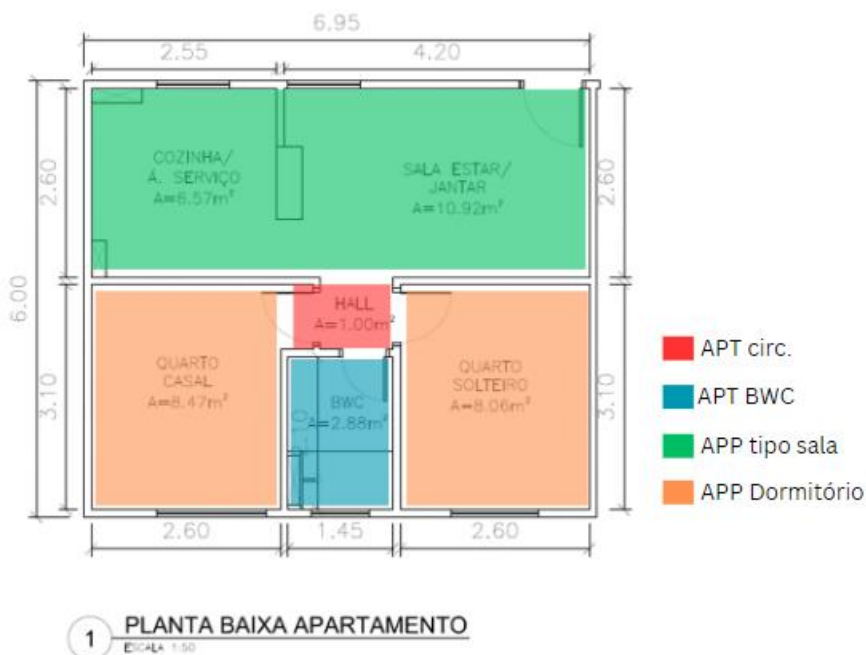 6.95
2.55
4.20
COZINHA/
Á. SERVIÇO
A=6.57m²
SALA ESTAR/
JANTAR
A=10.92m²
2.60
2.60
6.00
HALL
A=1.00m²
QUARTO
CASAL
A=8.47m²
QUARTO
SOLTEIRO
A=8.06m²
BWC
A=2.88m²
3.10
3.10
APT circ.
APT BWC
APP tipo sala
APP Dormitório
2.60
1.45
2.60
1
PLANTA BAIXA APARTAMENTO
ESCALA 1:50